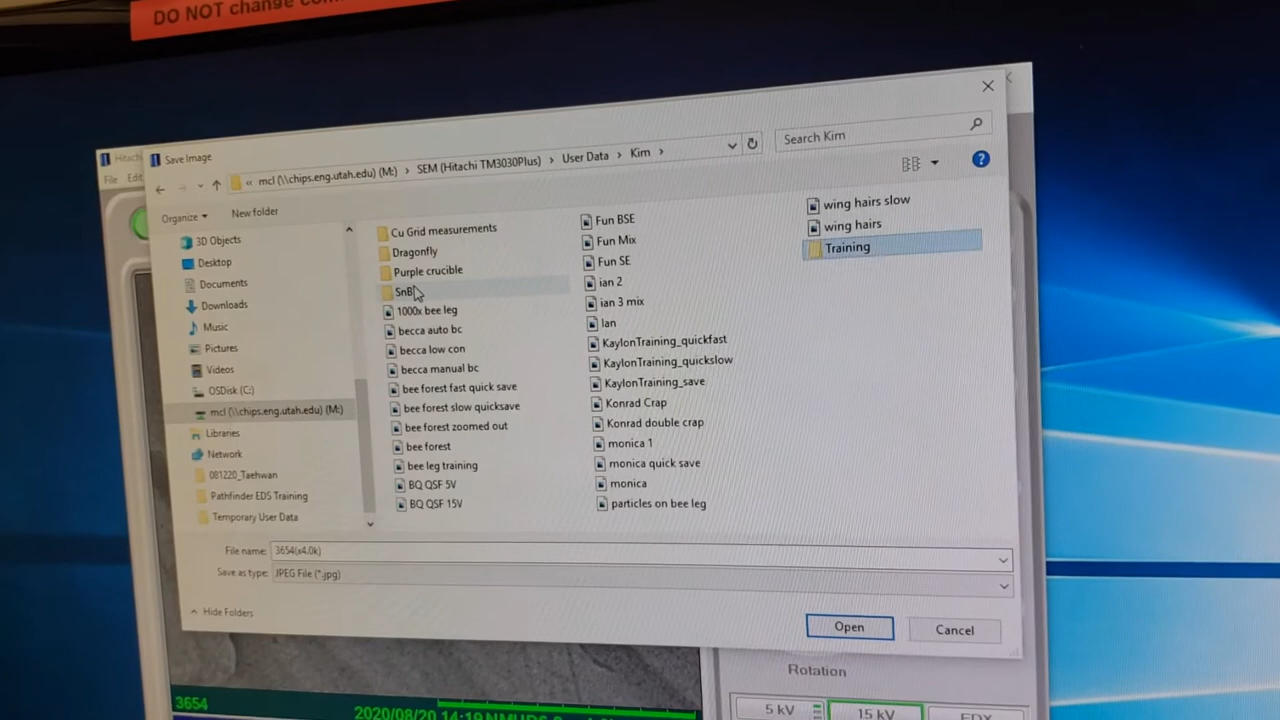 DO NOT change
Hitach
File Edit
Save Image
« mcl (\\chips.eng.utah.edu) (M:) › SEM (Hitachi TM3030Plus) › User Data › Kim ›
Search Kim
Organize
New folder
3D Objects
Desktop
Documents
Downloads
Music
Pictures
Videos
OSDisk (C:)
mcl (\\chips.eng.utah.edu) (M:)
Libraries
Network
081220_Taehwan
Pathfinder EDS Training
Temporary User Data
Cu Grid measurements
Dragonfly
Purple crucible
SnB
1000x bee leg
becca auto bc
becca low con
becca manual bc
bee forest fast quick save
bee forest slow quicksave
bee forest zoomed out
bee forest
bee leg training
BQ QSF 5V
BQ QSF 15V
Fun BSE
Fun Mix
Fun SE
ian 2
ian 3 mix
Ian
KaylonTraining_quickfast
KaylonTraining_quickslow
KaylonTraining_save
Konrad Crap
Konrad double crap
monica 1
monica quick save
monica
particles on bee leg
wing hairs slow
wing hairs
Training
File name: 3654(x4.0k)
Save as type: JPEG File (*.jpg)
Hide Folders
Open
Cancel
Rotation
5 kV
15 kV
EDX
3654
2020/08/20 14:19